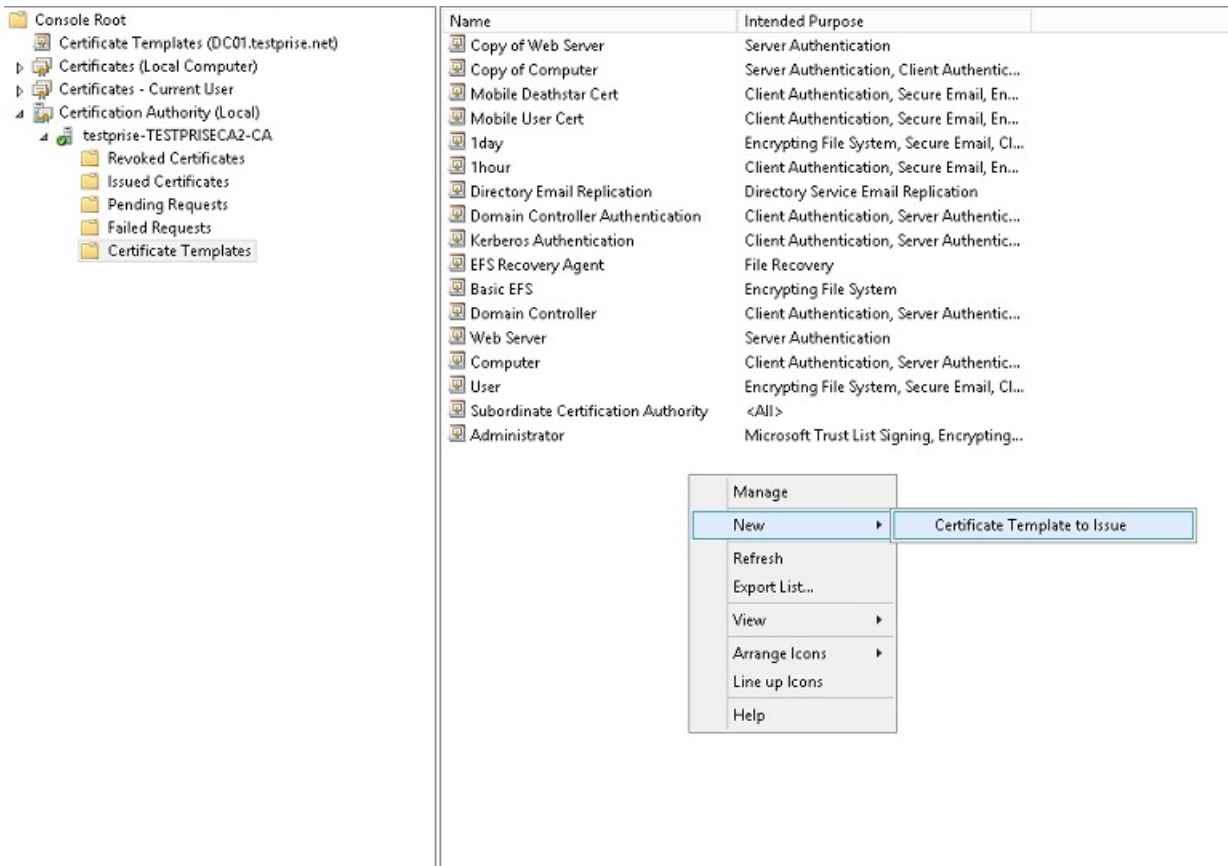 Console Root
Certificate Templates (DC01.testprise.net)
Certificates (Local Computer)
Certificates - Current User
Certification Authority (Local)
testprise-TESTPRISECA2-CA
Revoked Certificates
Issued Certificates
Pending Requests
Failed Requests
Certificate Templates
Name Intended Purpose
Copy of Web Server Server Authentication
Copy of Computer Server Authentication, Client Authentic...
Mobile Deathstar Cert Client Authentication, Secure Email, En...
Mobile User Cert Client Authentication, Secure Email, En...
1day Encrypting File System, Secure Email, Cl...
1hour Client Authentication, Secure Email, En...
Directory Email Replication Directory Service Email Replication
Domain Controller Authentication Client Authentication, Server Authentic...
Kerberos Authentication Client Authentication, Server Authentic...
EFS Recovery Agent File Recovery
Basic EFS Encrypting File System
Domain Controller Client Authentication, Server Authentic...
Web Server Server Authentication
Computer Client Authentication, Server Authentic...
User Encrypting File System, Secure Email, Cl...
Subordinate Certification Authority <All>
Administrator Microsoft Trust List Signing, Encrypting...
Manage
New Certificate Template to Issue
Refresh
Export List...
View
Arrange Icons
Line up Icons
Help